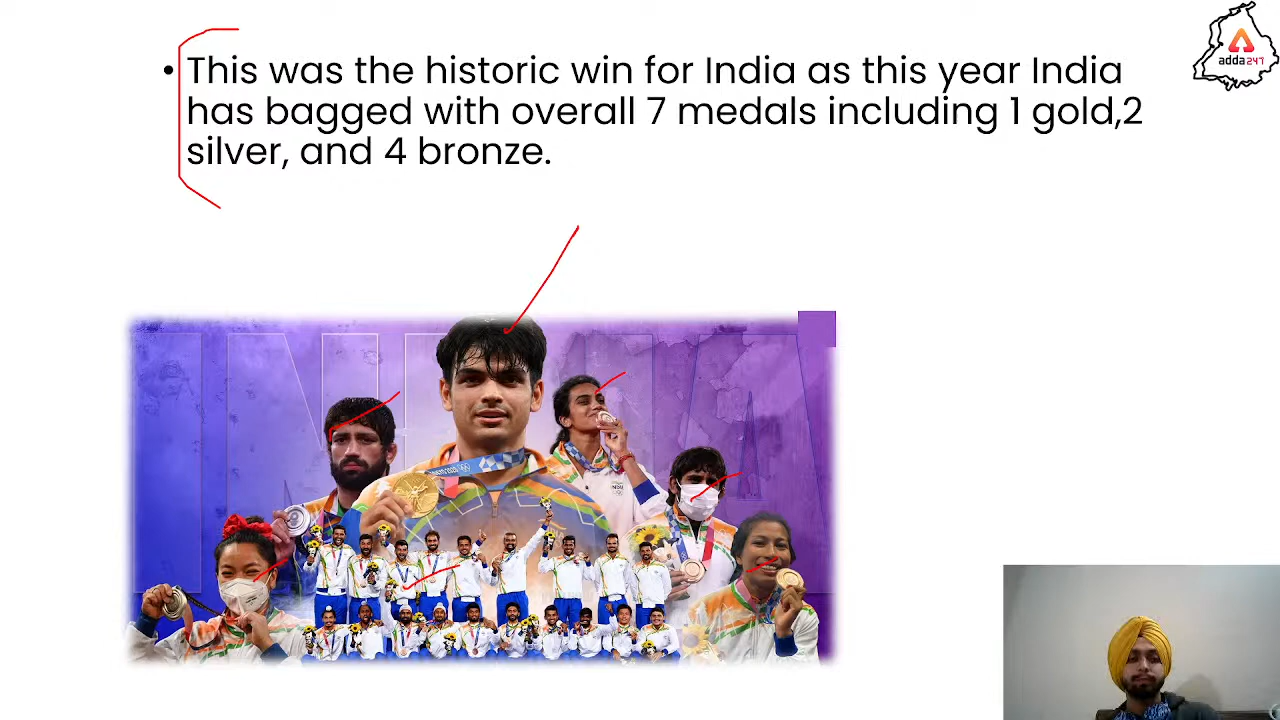 • This was the historic win for India as this year India
has bagged with overall 7 medals including 1 gold,2
silver, and 4 bronze.
adda247
INDIA